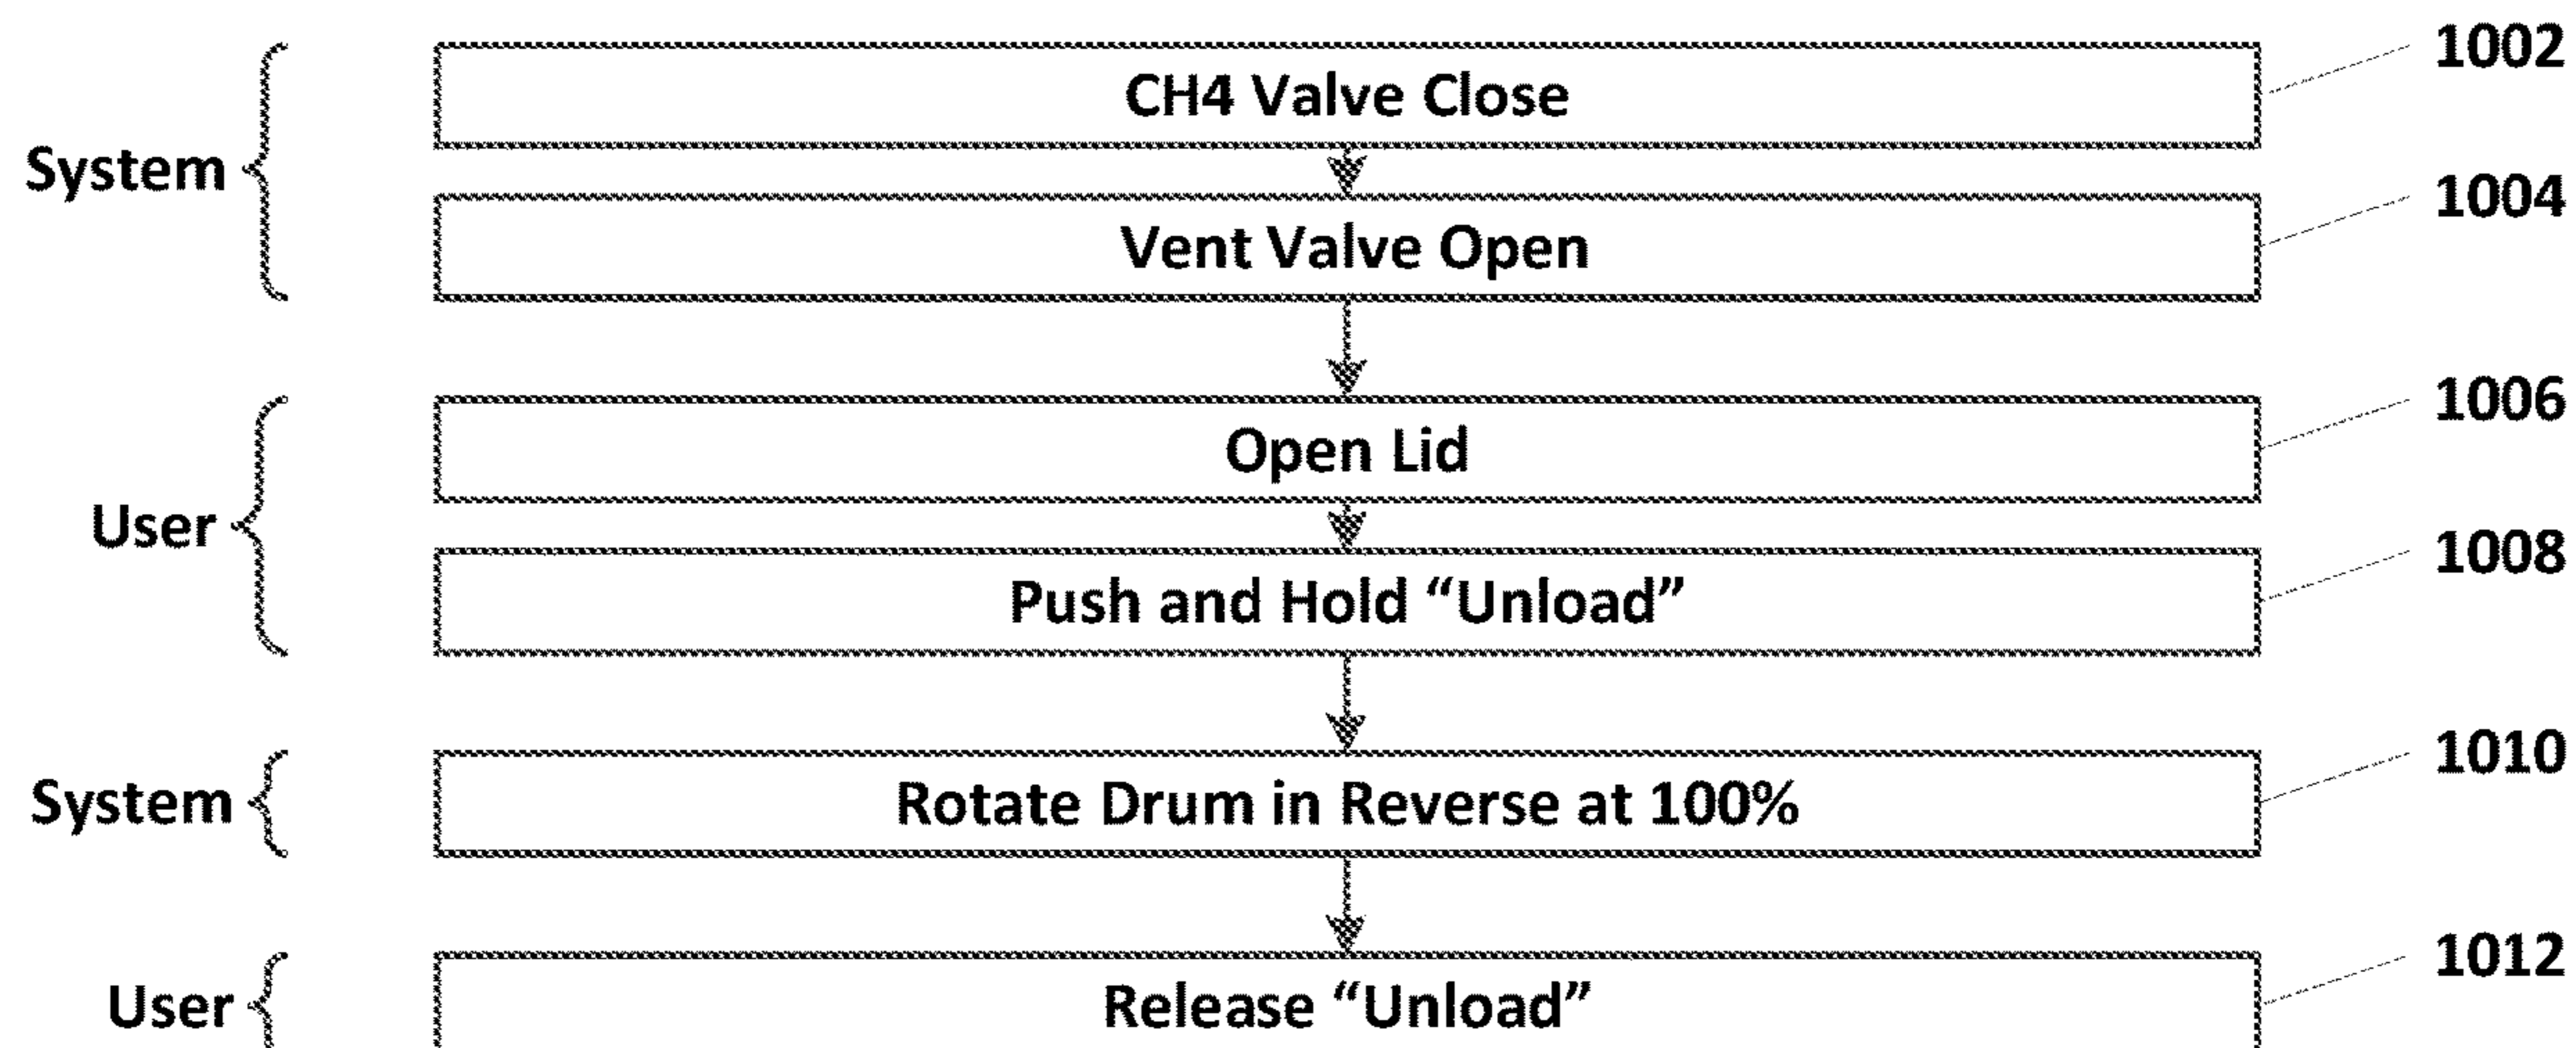 CH4 Valve Close
1002
System
Vent Valve Open
1004
Open Lid
1006
User
Push and Hold “Unload”
1008
System
Rotate Drum in Reverse at 100%
1010
User
Release “Unload”
1012